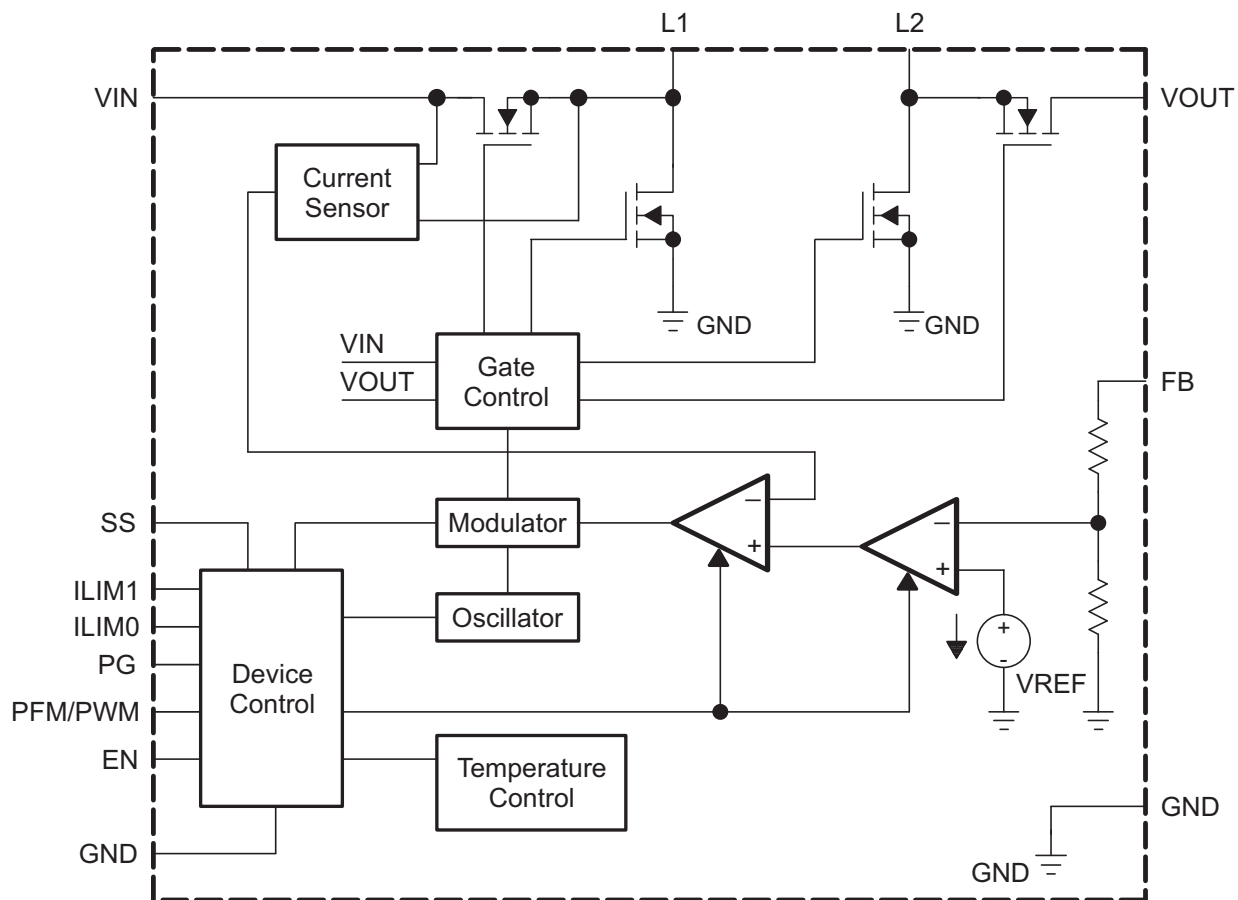 L1
L2
VIN
VOUT
Current
Sensor
GND
GND
VIN
VOUT
Gate
Control
FB
SS
Modulator
−
+
−
+
ILIM1
ILIM0
PG
PFM/PWM
EN
Oscillator
Device
Control
+
-
VREF
Temperature
Control
GND
GND
GND